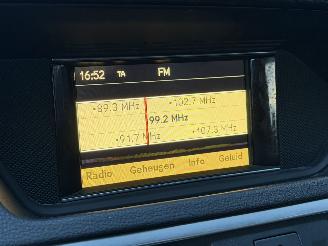 16:52 TA FM
89.3 MHz 102.7 MHz
99.2 MHz
91.7 MHz 107.3 MHz
Radio Geheugen Info Geluid